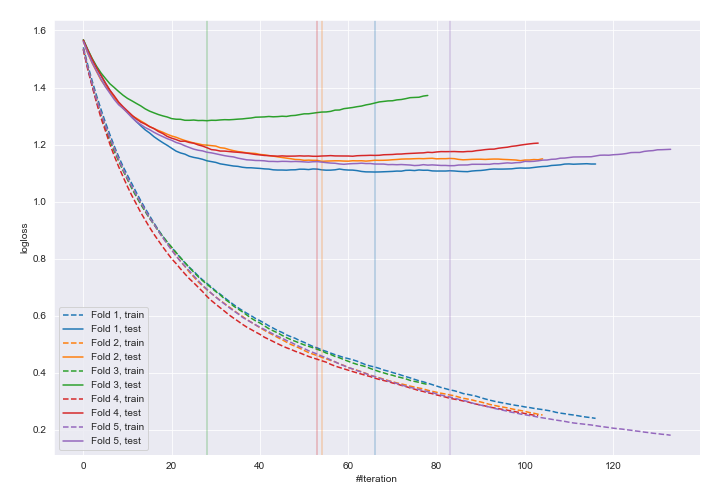 1.6
1.4
1.2
1.0
0.8
0.6
0.4
0.2
logloss
Fold 1, train
Fold 1, test
Fold 2, train
Fold 2, test
Fold 3, train
Fold 3, test
Fold 4, train
Fold 4, test
Fold 5, train
Fold 5, test
0 20 40 60 80 100 120
#Iteration